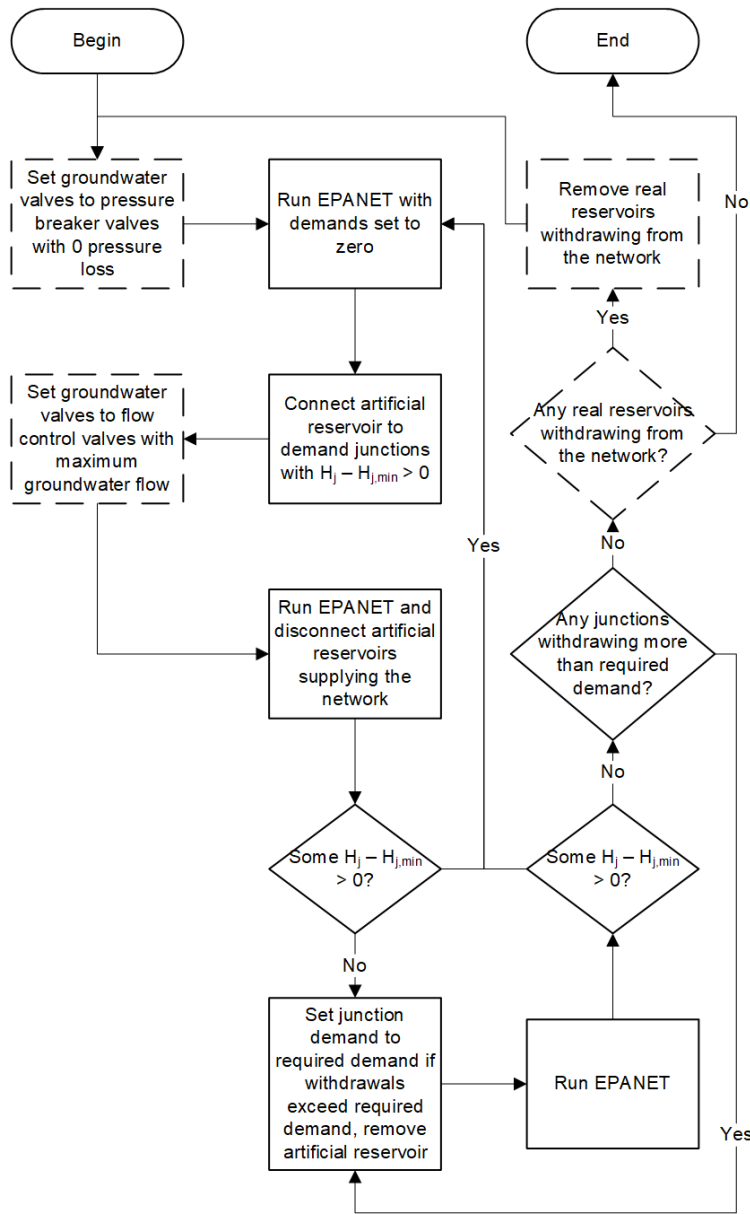 Begin
End
Set groundwater
valves to pressure
breaker valves
with 0 pressure
loss
Run EPANET with
demands set to
zero
Remove real
reservoirs
withdrawing from
the network
No
Yes
Set groundwater
valves to flow
control valves with
maximum
groundwater flow
Connect artificial
reservoir to
demand junctions
with Hj – Hj,min > 0
Any real reservoirs
withdrawing from
the network?
Yes
No
Run EPANET and
disconnect artificial
reservoirs
supplying the
network
Any junctions
withdrawing more
than required
demand?
No
Some Hj – Hj,min
> 0?
Some Hj – Hj,min
> 0?
No
Set junction
demand to
required demand if
withdrawals
exceed required
demand, remove
artificial reservoir
Run EPANET
Yes